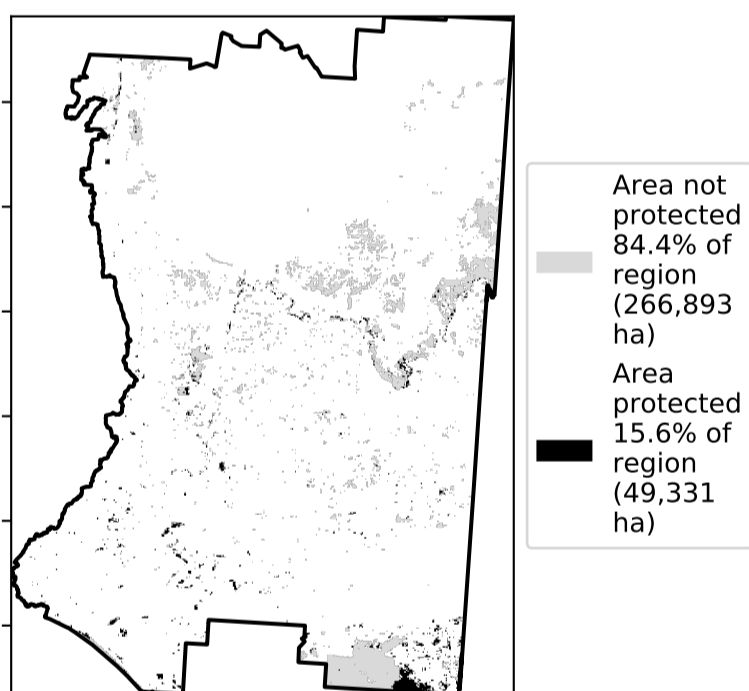 Area not
protected
84.4% of
region
(266,893
ha)
Area
protected
15.6% of
region
(49,331
ha)